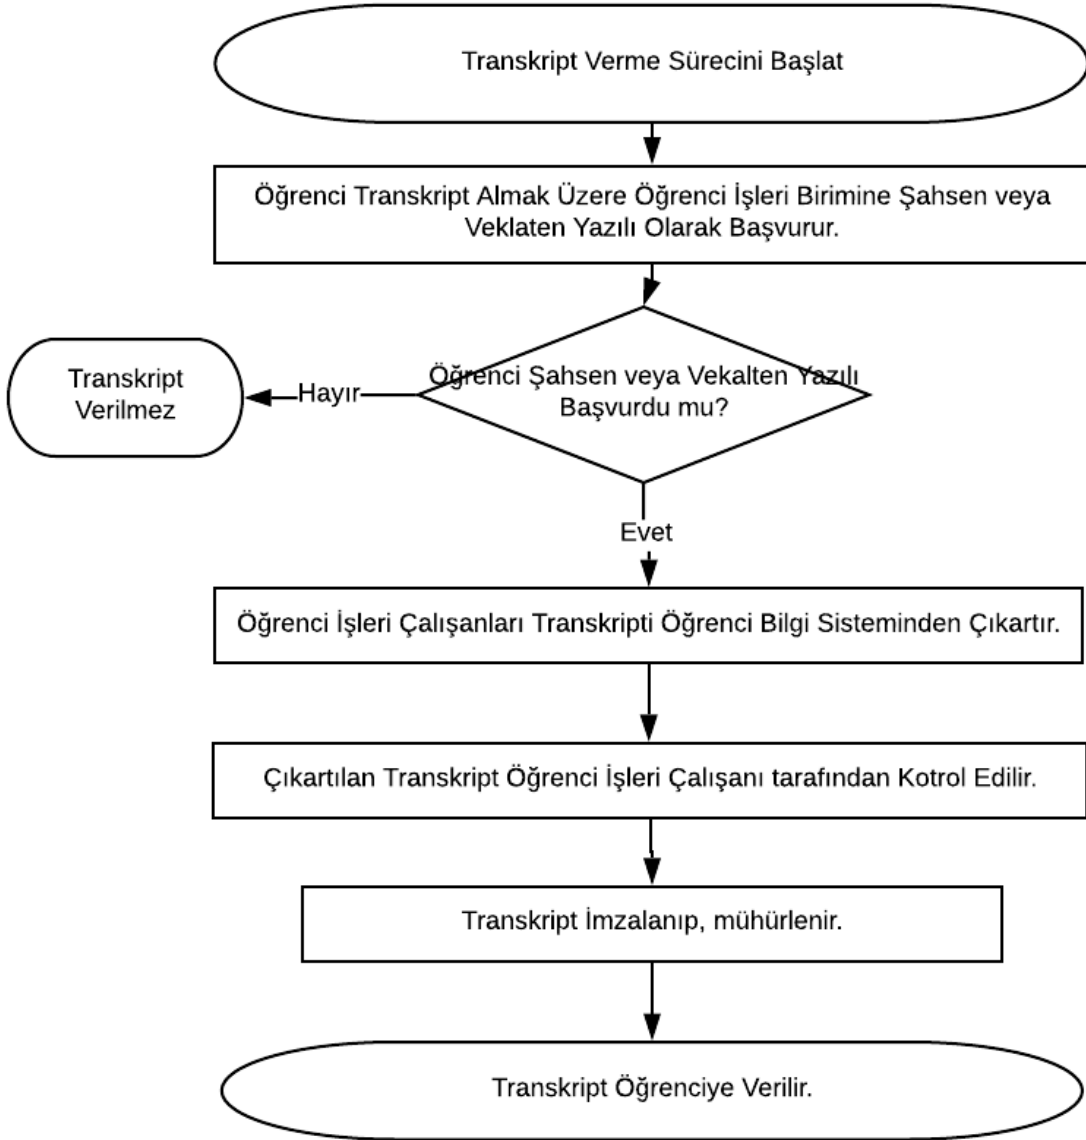 Transkript Verme Sürecini Başlat
Öğrenci Transkript Almak Üzere Öğrenci İşleri Birimine Şahsen veya
Veklaten Yazılı Olarak Başvurur.
Öğrenci Şahsen veya Vekalten Yazılı
Başvurdu mu?
Hayır
Transkript
Verilmez
Evet
Öğrenci İşleri Çalışanları Transkripti Öğrenci Bilgi Sisteminden Çıkartır.
Çıkartılan Transkript Öğrenci İşleri Çalışanı tarafından Kotrol Edilir.
Transkript İmzalanıp, mühürlenir.
Transkript Öğrenciye Verilir.